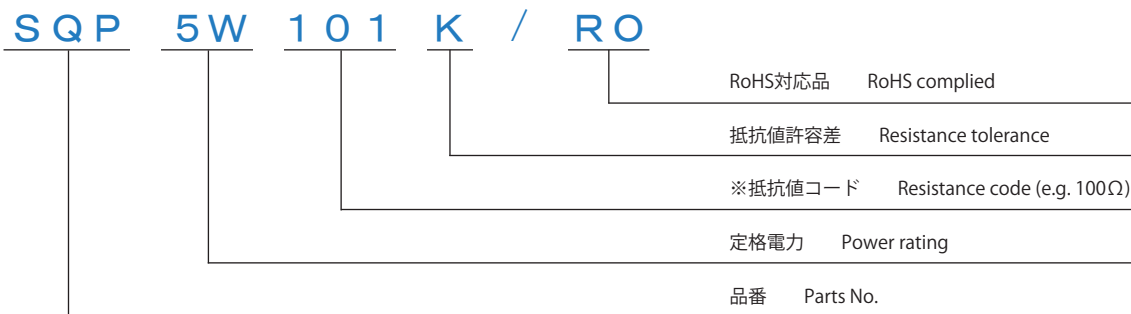 SQP 5W 101 K / RO
RoHS対応品 RoHS complied
抵抗値許容差 Resistance tolerance
※抵抗値コード Resistance code (e.g. 100Ω)
定格電力 Power rating
品番 Parts No.